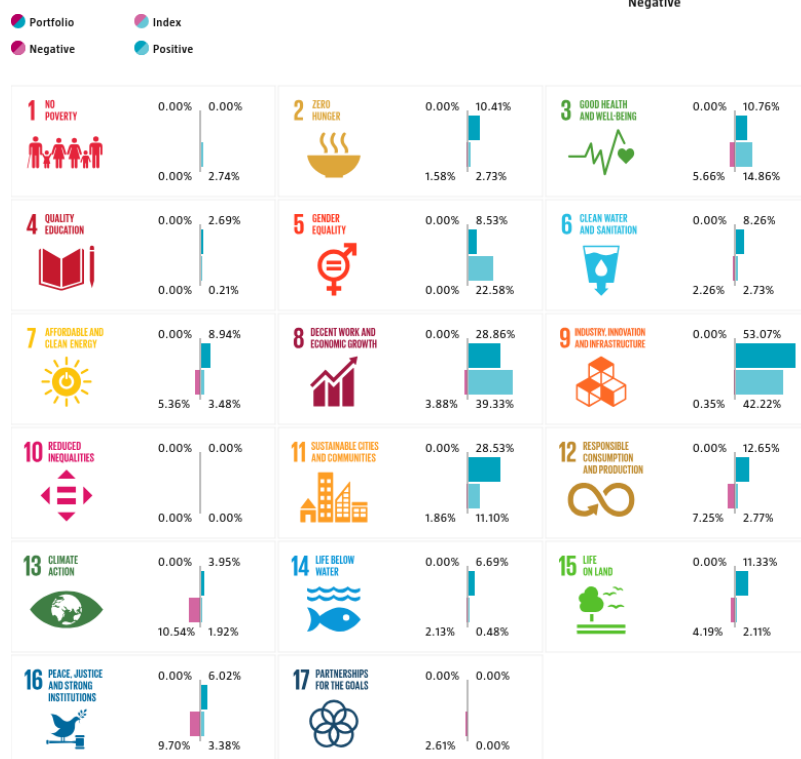 Negative
Portfolio Index
Negative Positive
1 NO
POVERTY
0.00% 0.00%
0.00% 2.74%
2 ZERO
HUNGER
0.00% 10.41%
1.58% 2.73%
3 GOOD HEALTH
AND WELL-BEING
0.00% 10.76%
5.66% 14.86%
4 QUALITY
EDUCATION
0.00% 2.69%
0.00% 0.21%
5 GENDER
EQUALITY
0.00% 8.53%
0.00% 22.58%
6 CLEAN WATER
AND SANITATION
0.00% 8.26%
2.26% 2.73%
7 AFFORDABLE AND
CLEAN ENERGY
0.00% 8.94%
5.36% 3.48%
8 DECENT WORK AND
ECONOMIC GROWTH
0.00% 28.86%
3.88% 39.33%
9 INDUSTRY, INNOVATION
AND INFRASTRUCTURE
0.00% 53.07%
0.35% 42.22%
10 REDUCED
INEQUALITIES
0.00% 0.00%
0.00% 0.00%
11 SUSTAINABLE CITIES
AND COMMUNITIES
0.00% 28.53%
1.86% 11.10%
12 RESPONSIBLE
CONSUMPTION
AND PRODUCTION
0.00% 12.65%
7.25% 2.77%
13 CLIMATE
ACTION
0.00% 3.95%
10.54% 1.92%
14 LIFE BELOW
WATER
0.00% 6.69%
2.13% 0.48%
15 LIFE
ON LAND
0.00% 11.33%
4.19% 2.11%
16 PEACE, JUSTICE
AND STRONG
INSTITUTIONS
0.00% 6.02%
9.70% 3.38%
17 PARTNERSHIPS
FOR THE GOALS
0.00% 0.00%
2.61% 0.00%